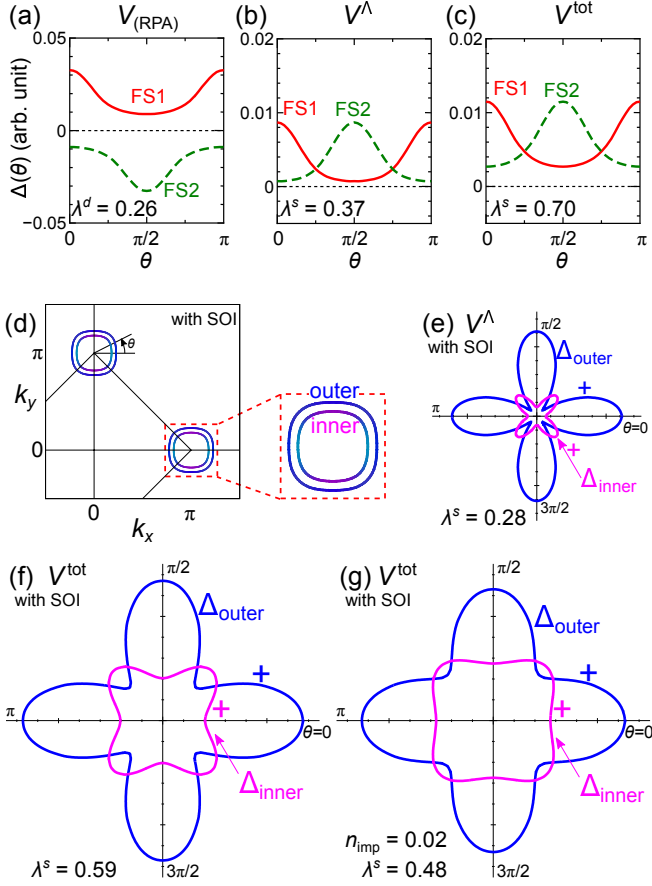 (a) V(RPA)
0.05
0
−0.05
Δ(θ) (arb. unit)
FS1
FS2
λ^d = 0.26
0 π/2 π
θ
(b) V^Λ
0.02
0.01
0
FS1
FS2
λ^s = 0.37
0 π/2 π
θ
(c) V^tot
0.02
0.01
0
FS1
FS2
λ^s = 0.70
0 π/2 π
θ
(d)
with SOI
θ
π
k_y
0
0 π
k_x
outer
inner
(e) V^Λ
with SOI
π/2
Δ_outer
+
π
θ=0
+
Δ_inner
3π/2
λ^s = 0.28
(f) V^tot
with SOI
π/2
Δ_outer
+
π
+
θ=0
Δ_inner
λ^s = 0.59
3π/2
(g) V^tot
with SOI
π/2
Δ_outer
+
π
+
θ=0
Δ_inner
n_imp = 0.02
λ^s = 0.48
3π/2